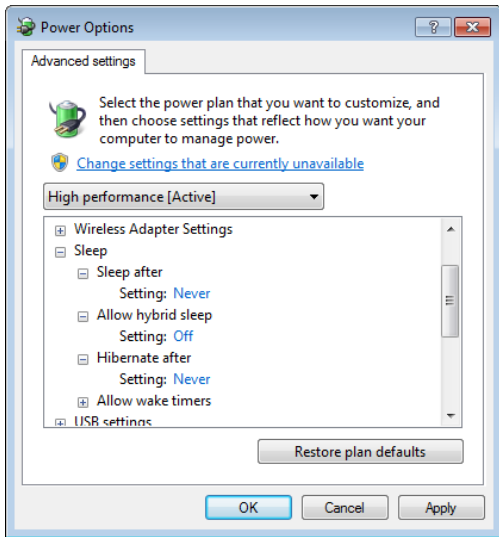 Power Options
Advanced settings
Select the power plan that you want to customize, and
then choose settings that reflect how you want your
computer to manage power.
Change settings that are currently unavailable
High performance [Active]
Wireless Adapter Settings
Sleep
Sleep after
Setting: Never
Allow hybrid sleep
Setting: Off
Hibernate after
Setting: Never
Allow wake timers
USB settings
Restore plan defaults
OK Cancel Apply